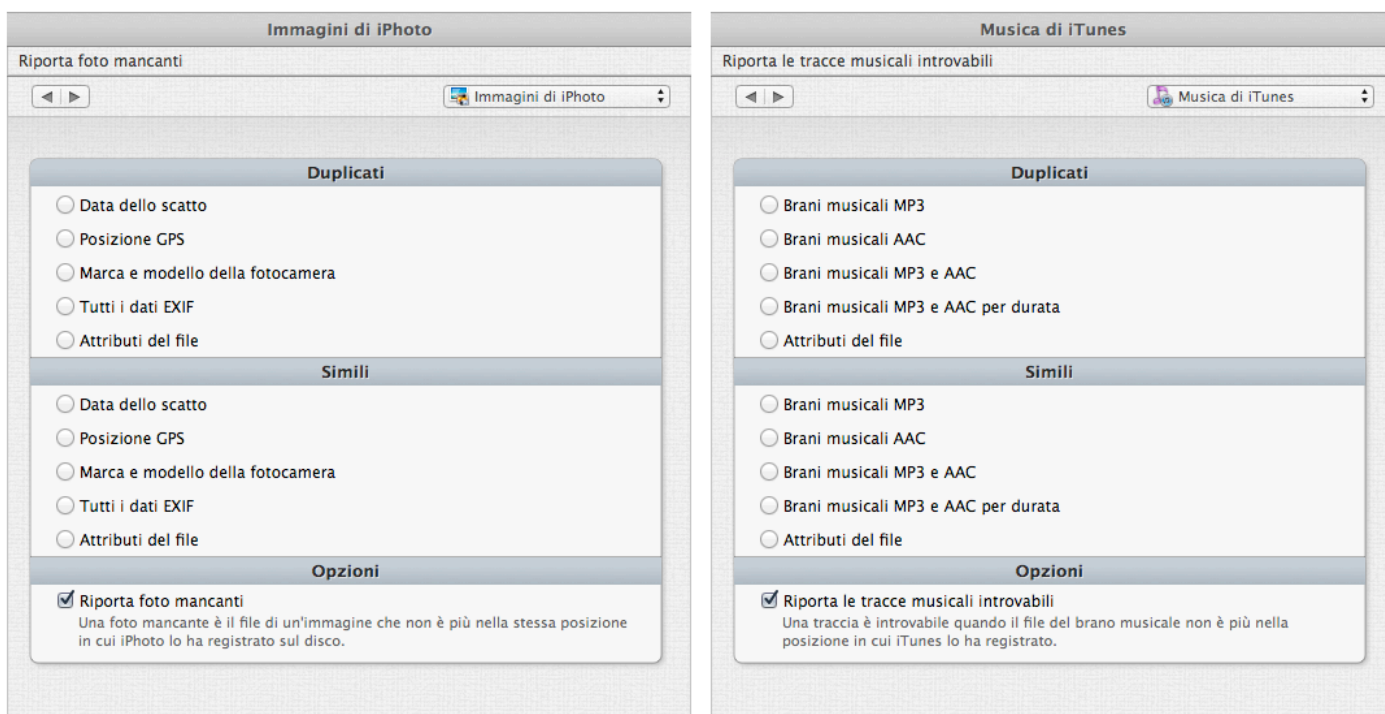 Immagini di iPhoto
Riporta foto mancanti
Immagini di iPhoto
Duplicati
Data dello scatto
Posizione GPS
Marca e modello della fotocamera
Tutti i dati EXIF
Attributi del file
Simili
Data dello scatto
Posizione GPS
Marca e modello della fotocamera
Tutti i dati EXIF
Attributi del file
Opzioni
Riporta foto mancanti
Una foto mancante è il file di un'immagine che non è più nella stessa posizione
in cui iPhoto lo ha registrato sul disco.
Musica di iTunes
Riporta le tracce musicali introvabili
Musica di iTunes
Duplicati
Brani musicali MP3
Brani musicali AAC
Brani musicali MP3 e AAC
Brani musicali MP3 e AAC per durata
Attributi del file
Simili
Brani musicali MP3
Brani musicali AAC
Brani musicali MP3 e AAC
Brani musicali MP3 e AAC per durata
Attributi del file
Opzioni
Riporta le tracce musicali introvabili
Una traccia è introvabile quando il file del brano musicale non è più nella
posizione in cui iTunes lo ha registrato.